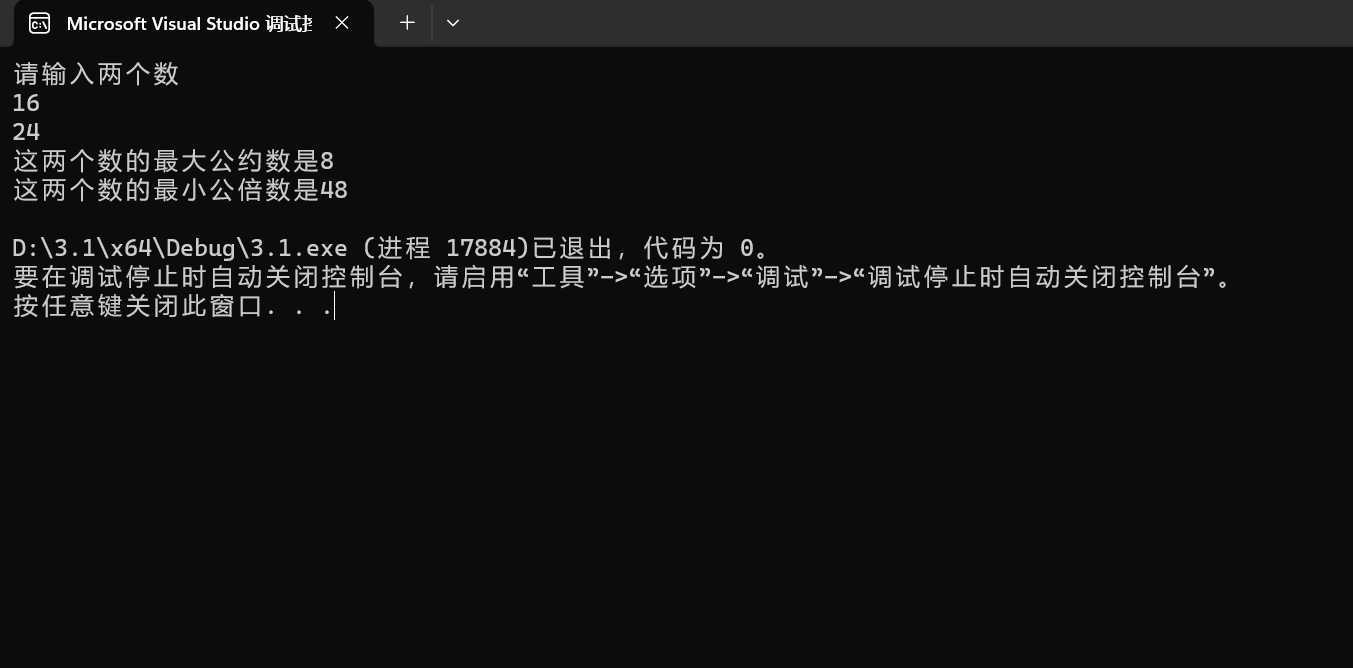 Microsoft Visual Studio 调试
请输入两个数
16
24
这两个数的最大公约数是8
这两个数的最小公倍数是48
D:\3.1\x64\Debug\3.1.exe (进程 17884)已退出，代码为 0。
要在调试停止时自动关闭控制台，请启用“工具”->“选项”->“调试”->“调试停止时自动关闭控制台”。
按任意键关闭此窗口. . .